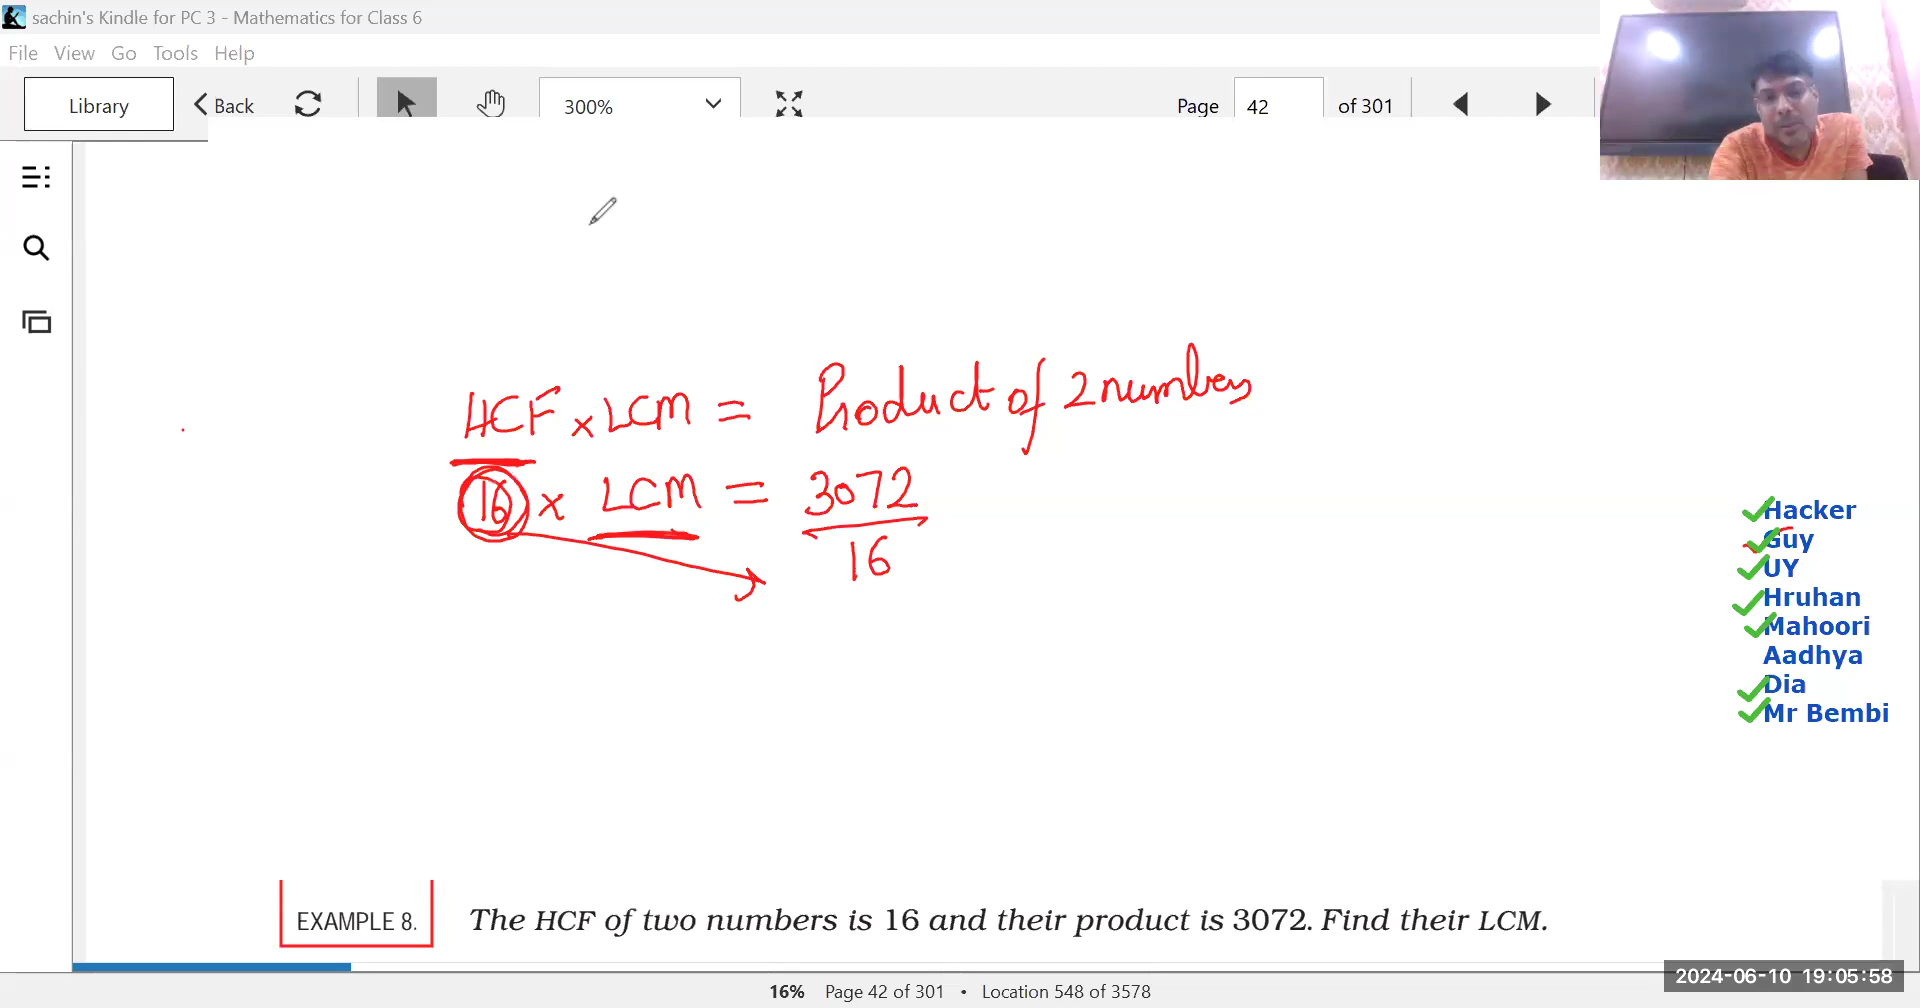 sachin's Kindle for PC 3 - Mathematics for Class 6
File View Go Tools Help
Library Back 300% Page 42 of 301
HCF × LCM = Product of 2 numbers
16 × LCM = 3072
16
Hacker
Guy
UY
Hruhan
Mahoori
Aadhya
Dia
Mr Bembi
EXAMPLE 8. The HCF of two numbers is 16 and their product is 3072. Find their LCM.
2024-06-10 19:05:58
16% Page 42 of 301 • Location 548 of 3578